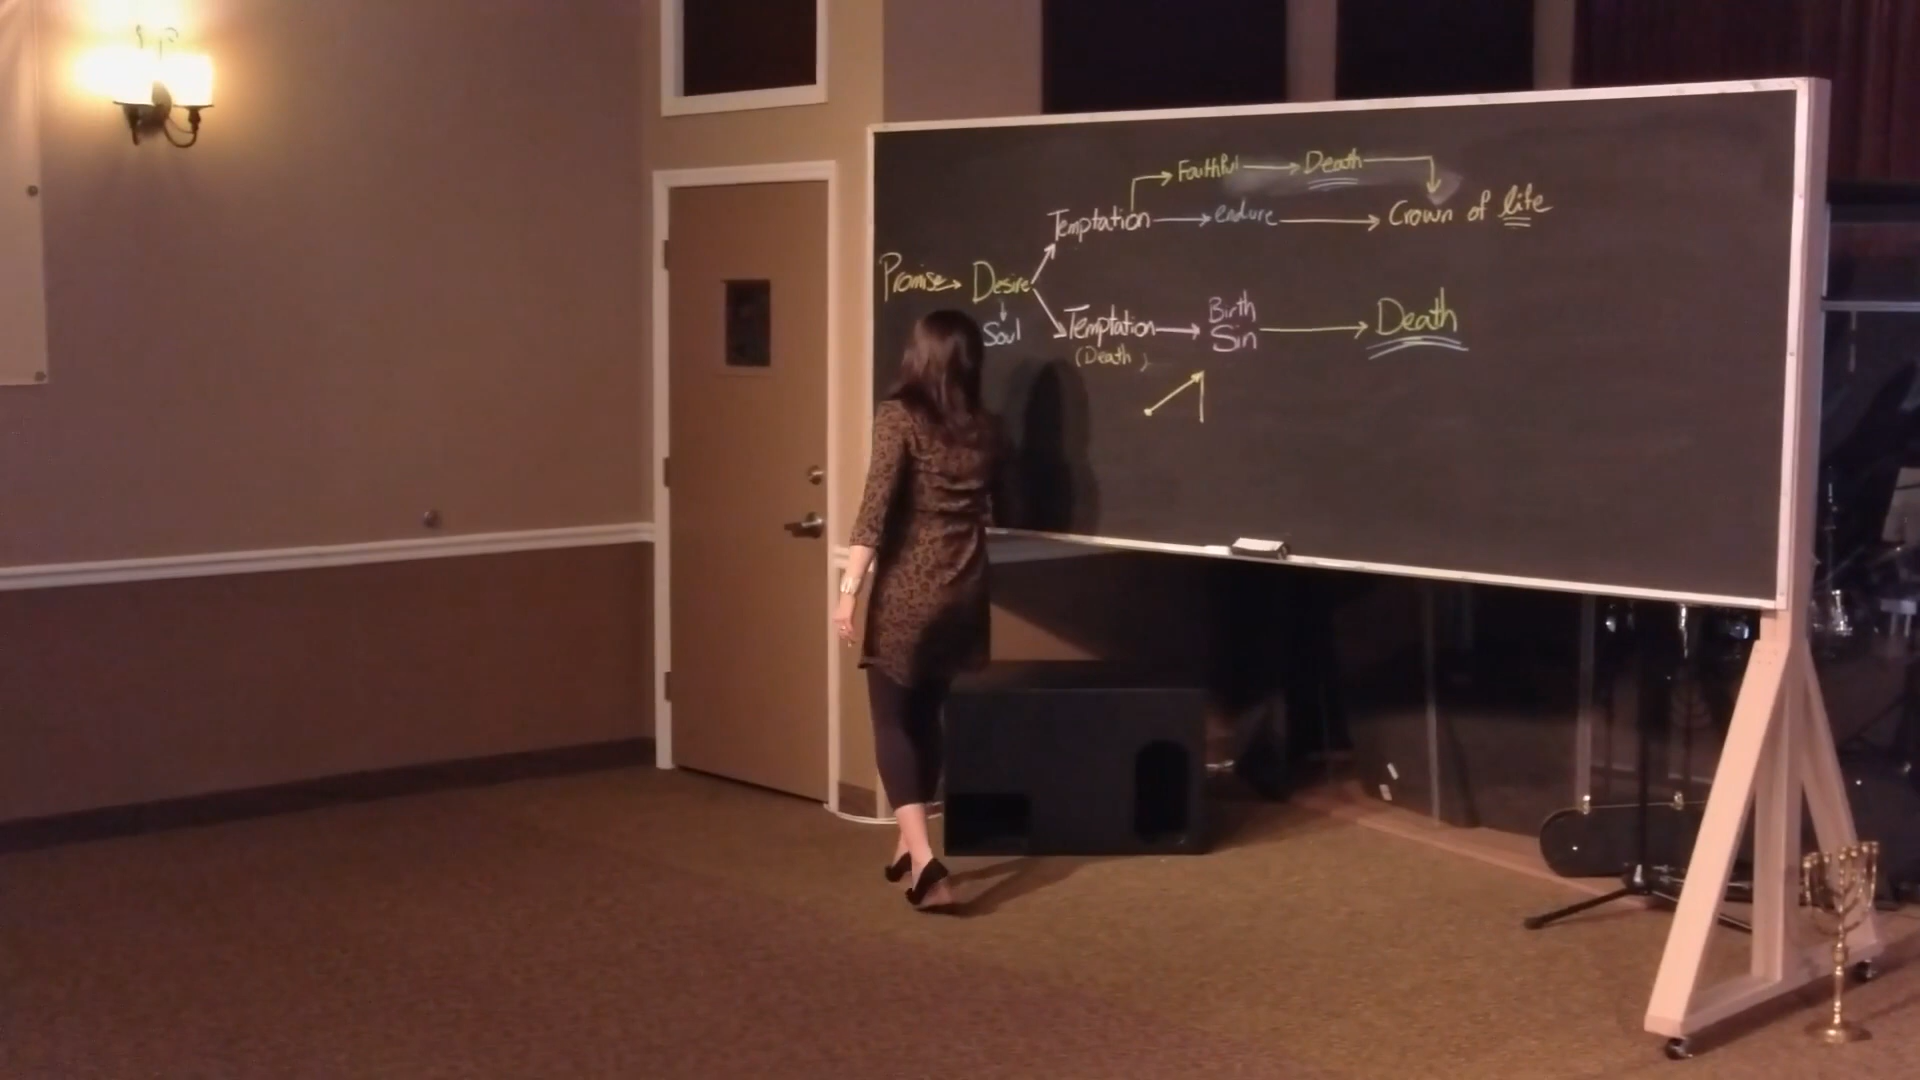 Faithful Death
Temptation endure Crown of life
Promise Desire
Soul
Temptation Birth Death
Sin
(Death)